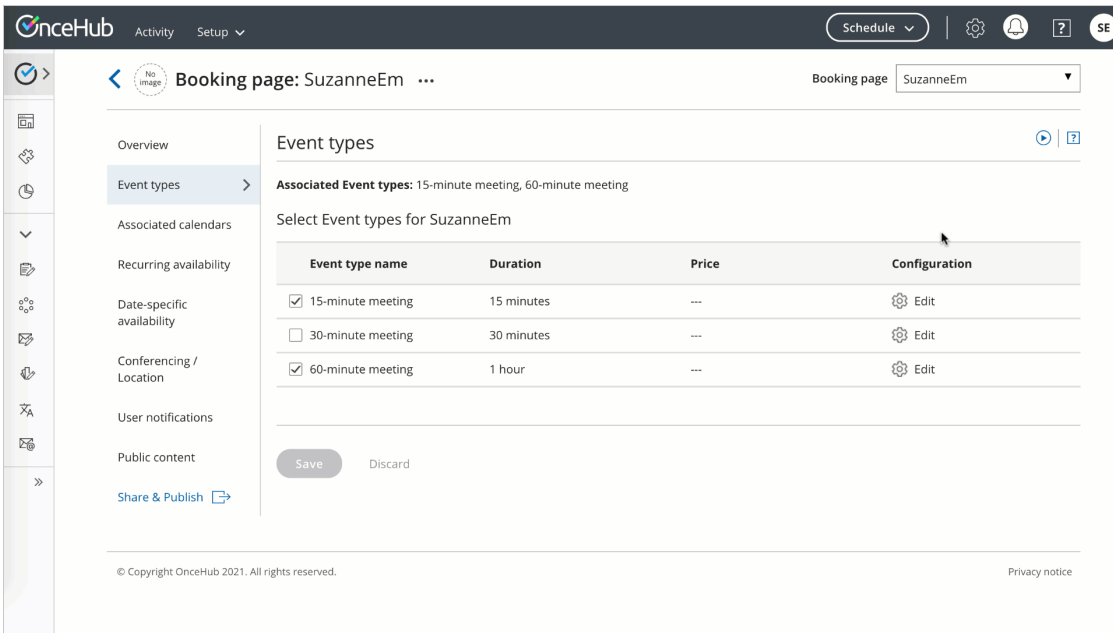 OnceHub Activity Setup Schedule ? SE
No image Booking page: SuzanneEm ... Booking page SuzanneEm
Overview
Event types
Associated calendars
Recurring availability
Date-specific
availability
Conferencing /
Location
User notifications
Public content
Share & Publish
Event types ?
Associated Event types: 15-minute meeting, 60-minute meeting
Select Event types for SuzanneEm
Event type name Duration Price Configuration
15-minute meeting 15 minutes --- Edit
30-minute meeting 30 minutes --- Edit
60-minute meeting 1 hour --- Edit
Save Discard
© Copyright OnceHub 2021. All rights reserved. Privacy notice